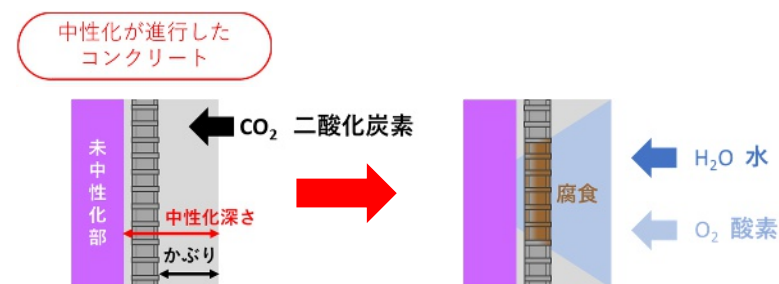 中性化が進行した
コンクリート
未中性化部
CO₂ 二酸化炭素
中性化深さ
かぶり
腐食
H₂O 水
O₂ 酸素